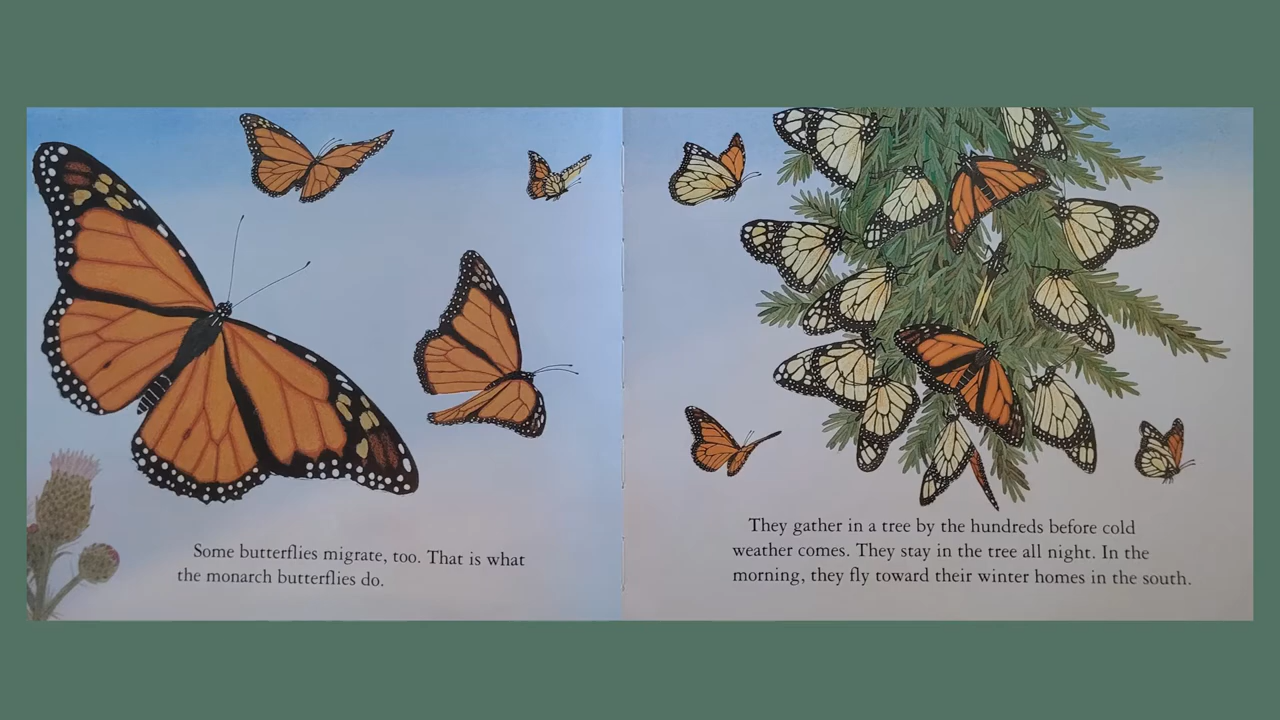 Some butterflies migrate, too. That is what
the monarch butterflies do.
They gather in a tree by the hundreds before cold
weather comes. They stay in the tree all night. In the
morning, they fly toward their winter homes in the south.